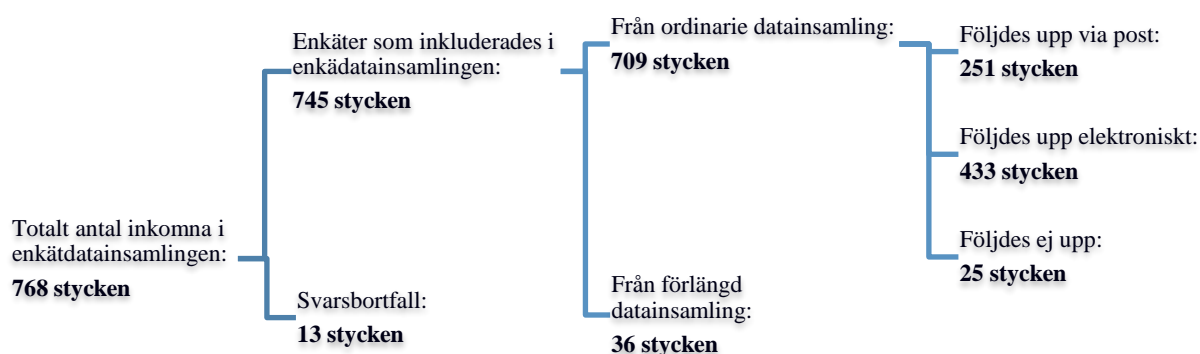 Totalt antal inkomna i
enkätdatainsamlingen:
768 stycken
Enkäter som inkluderades i
enkädatainsamlingen:
745 stycken
Svarsbortfall:
13 stycken
Från ordinarie datainsamling:
709 stycken
Från förlängd
datainsamling:
36 stycken
Följdes upp via post:
251 stycken
Följdes upp elektroniskt:
433 stycken
Följdes ej upp:
25 stycken